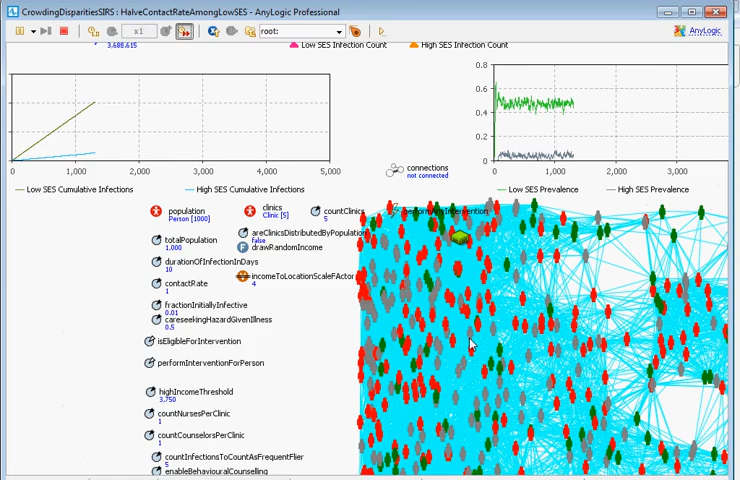 CrowdingDisparitiesSIRS : HalveContactRateAmongLowSES - AnyLogic Professional
x1
root:
AnyLogic
3,688.615
Low SES Infection Count
High SES Infection Count
0.8
0.6
0.4
0.2
0
0
1,000
2,000
3,000
4,000
5,000
0
1,000
3,000
Low SES Cumulative Infections
High SES Cumulative Infections
connections
not connected
Low SES Prevalence
High SES Prevalence
population
Person [1000]
clinics
Clinic [5]
countClinics
5
performAnyIntervention
areClinicsDistributedByPopulation
false
totalPopulation
1,000
drawRandomIncome
durationOfInfectionInDays
10
incomeToLocationScaleFactor
4
contactRate
1
fractionInitiallyInfective
0.01
careseekingHazardGivenIllness
0.5
isEligibleForIntervention
performInterventionForPerson
highIncomeThreshold
3,750
countNursesPerClinic
1
countCounselorsPerClinic
1
countInfectionsToCountAsFrequentFlier
5
enableBehaviouralCounselling